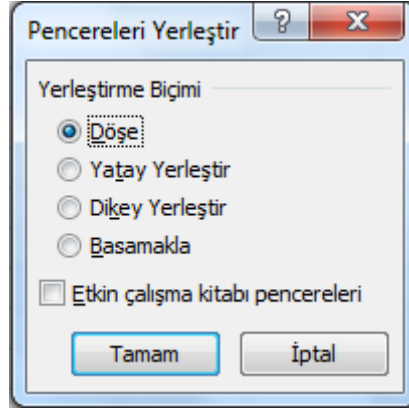 Pencereleri Yerleştir
Yerleştirme Biçimi
Döşe
Yatay Yerleştir
Dikey Yerleştir
Basamakla
Etkin çalışma kitabı pencereleri
Tamam
İptal